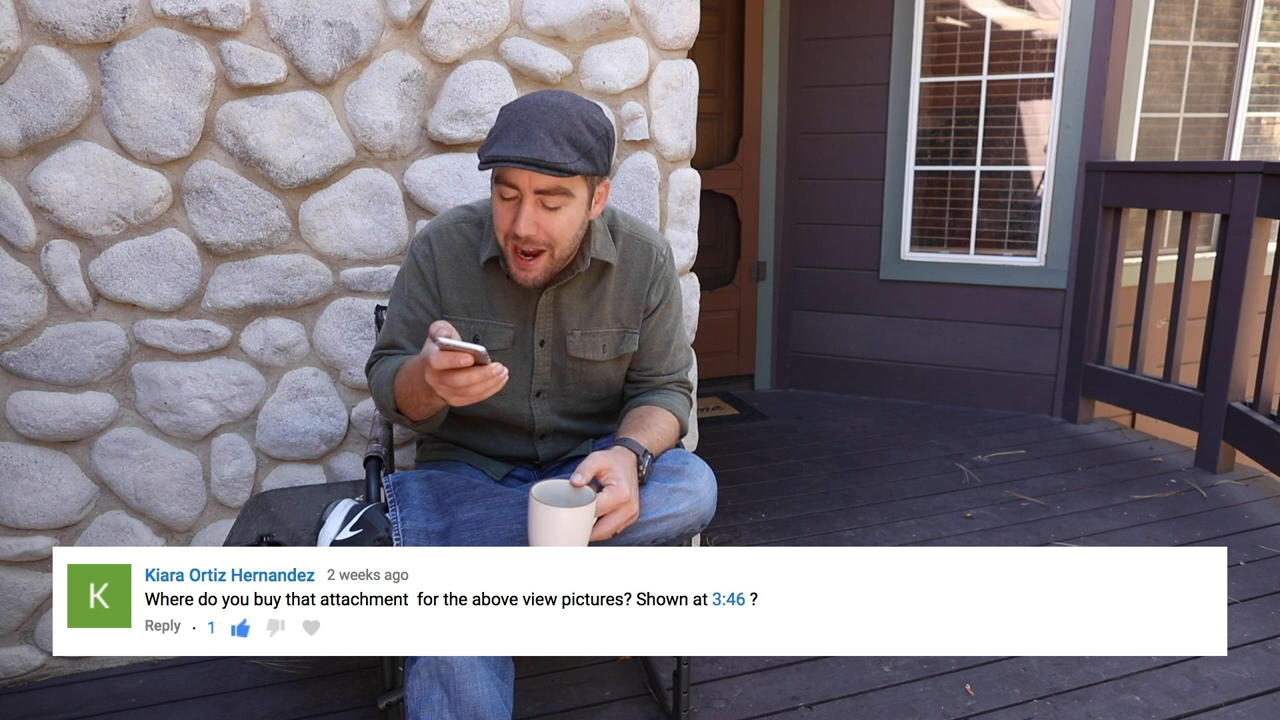 K
Kiara Ortiz Hernandez 2 weeks ago
Where do you buy that attachment  for the above view pictures? Shown at 3:46 ?
Reply · 1